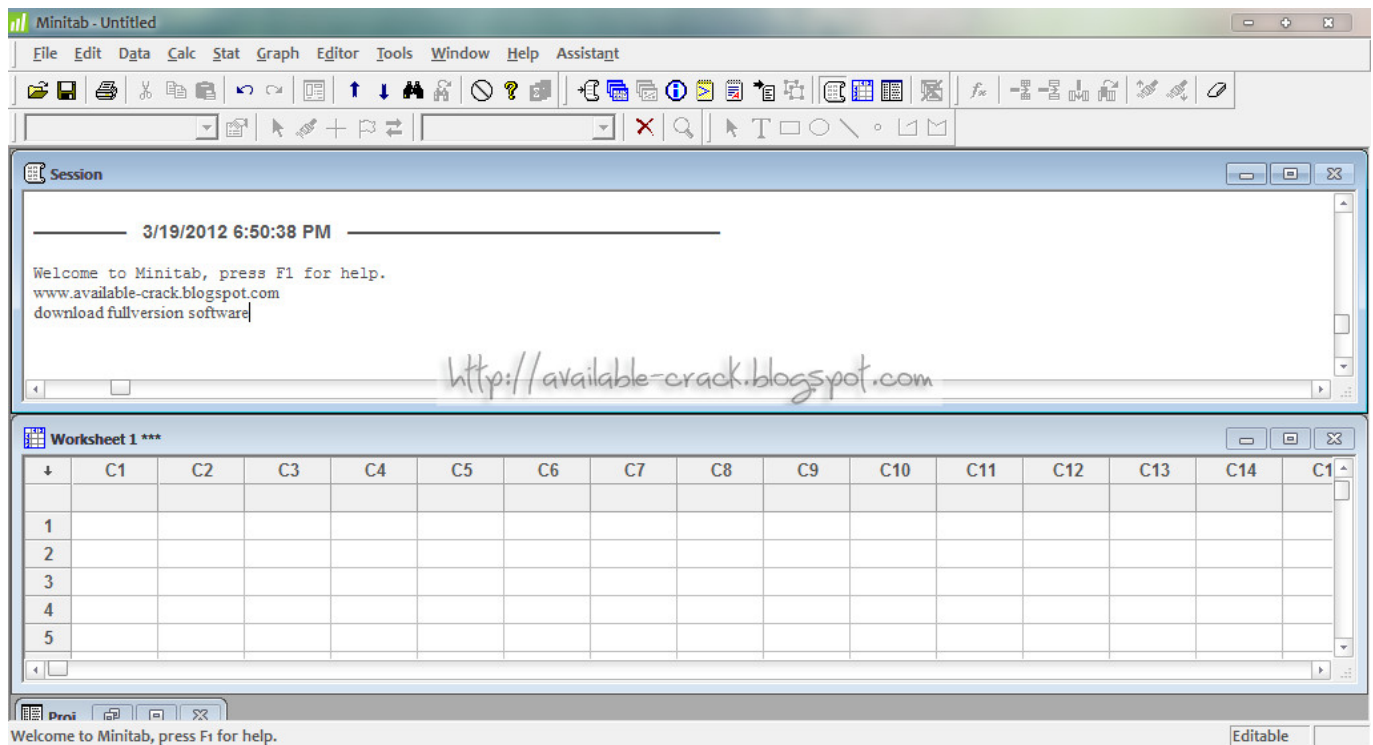 Minitab - Untitled
File Edit Data Calc Stat Graph Editor Tools Window Help Assistant
Session
3/19/2012 6:50:38 PM
Welcome to Minitab, press F1 for help.
www.available-crack.blogspot.com
download fullversion software
http://available-crack.blogspot.com
Worksheet 1 ***
C1 C2 C3 C4 C5 C6 C7 C8 C9 C10 C11 C12 C13 C14 C1
1
2
3
4
5
Proj
Welcome to Minitab, press F1 for help. Editable